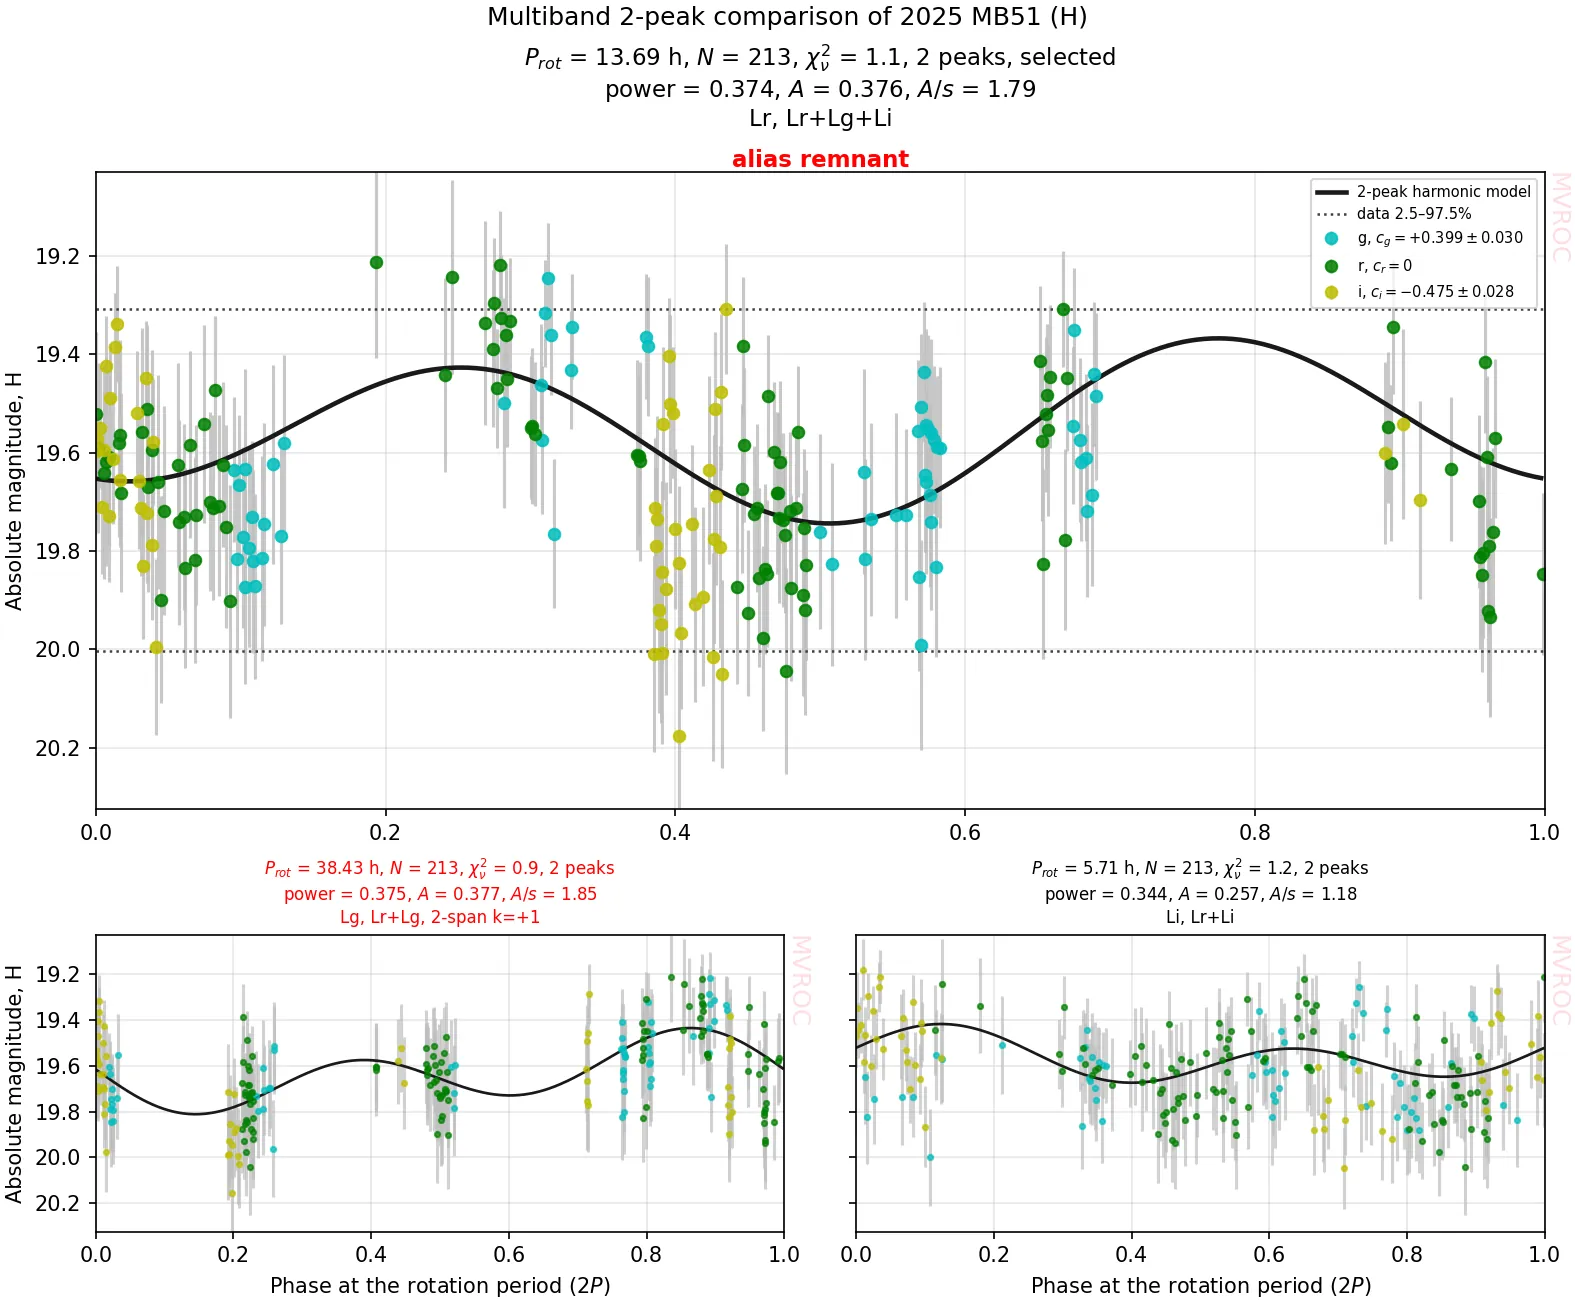 Multiband 2-peak comparison of 2025 MB51 (H)
P_rot = 13.69 h, N = 213, χ²_ν = 1.1, 2 peaks, selected
power = 0.374, A = 0.376, A/s = 1.79
Lr, Lr+Lg+Li
alias remnant
2-peak harmonic model
data 2.5–97.5%
g, c_g = +0.399 ± 0.030
r, c_r = 0
i, c_i = −0.475 ± 0.028
MVROC
Absolute magnitude, H
19.2
19.4
19.6
19.8
20.0
20.2
0.0 0.2 0.4 0.6 0.8 1.0
P_rot = 38.43 h, N = 213, χ²_ν = 0.9, 2 peaks
power = 0.375, A = 0.377, A/s = 1.85
Lg, Lr+Lg, 2-span k=+1
MVROC
Absolute magnitude, H
19.2
19.4
19.6
19.8
20.0
20.2
0.0 0.2 0.4 0.6 0.8 1.0
Phase at the rotation period (2P)
P_rot = 5.71 h, N = 213, χ²_ν = 1.2, 2 peaks
power = 0.344, A = 0.257, A/s = 1.18
Li, Lr+Li
MVROC
0.0 0.2 0.4 0.6 0.8 1.0
Phase at the rotation period (2P)